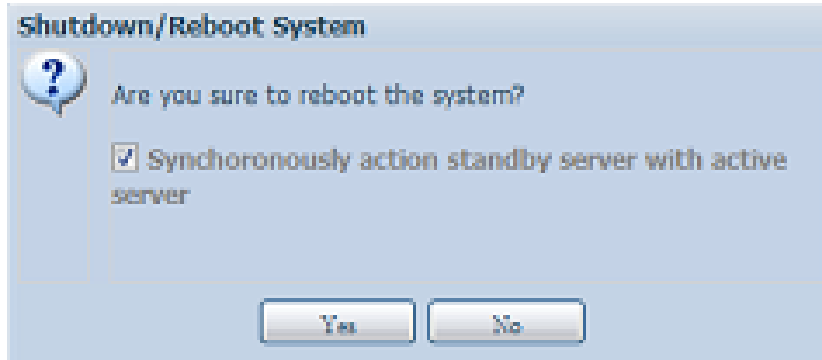 Shutdown/Reboot System
Are you sure to reboot the system?
Synchoronously action standby server with active
server
Yes
No